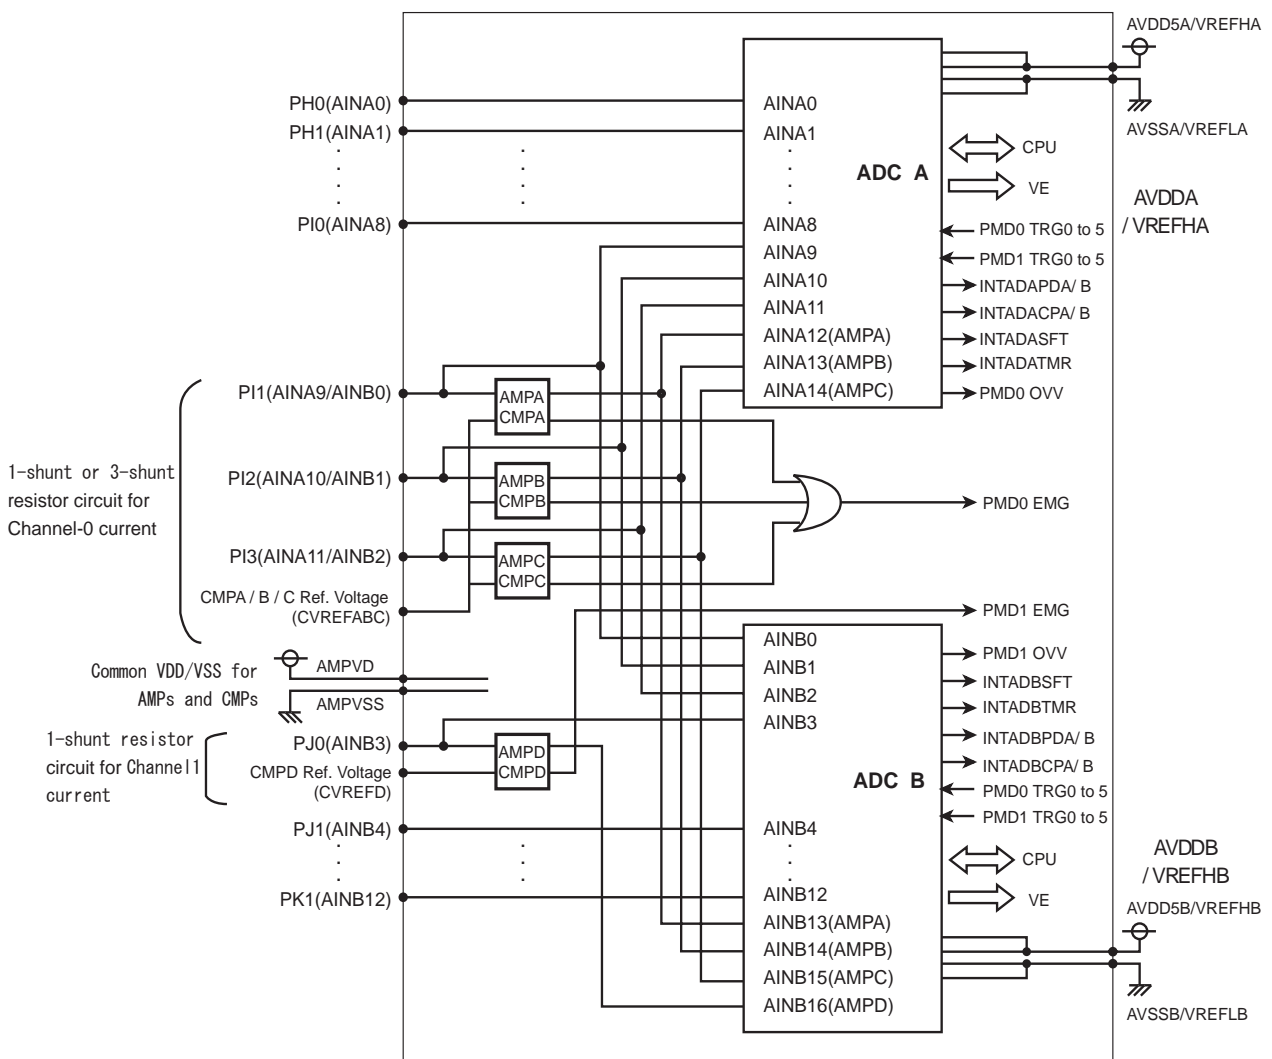 AVDD5A/VREFHA
AVSSA/VREFLA
AVDDA
/ VREFHA
PH0(AINA0)
PH1(AINA1)
PI0(AINA8)
AINA0
AINA1
ADC A
AINA8
AINA9
AINA10
AINA11
AINA12(AMPA)
AINA13(AMPB)
AINA14(AMPC)
CPU
VE
PMD0 TRG0 to 5
PMD1 TRG0 to 5
INTADAPDA/ B
INTADACPA/ B
INTADASFT
INTADATMR
PMD0 OVV
1-shunt or 3-shunt
resistor circuit for
Channel-0 current
PI1(AINA9/AINB0)
PI2(AINA10/AINB1)
PI3(AINA11/AINB2)
CMPA / B / C Ref. Voltage
(CVREFABC)
AMPA
CMPA
AMPB
CMPB
AMPC
CMPC
PMD0 EMG
PMD1 EMG
Common VDD/VSS for
AMPs and CMPs
AMPVD
AMPVSS
1-shunt resistor
circuit for Channel1
current
PJ0(AINB3)
CMPD Ref. Voltage
(CVREFD)
AMPD
CMPD
PJ1(AINB4)
PK1(AINB12)
AINB0
AINB1
AINB2
AINB3
ADC B
AINB4
AINB12
AINB13(AMPA)
AINB14(AMPB)
AINB15(AMPC)
AINB16(AMPD)
PMD1 OVV
INTADBSFT
INTADBTMR
INTADBPDA/ B
INTADBCPA/ B
PMD0 TRG0 to 5
PMD1 TRG0 to 5
CPU
VE
AVDDB
/ VREFHB
AVDD5B/VREFHB
AVSSB/VREFLB